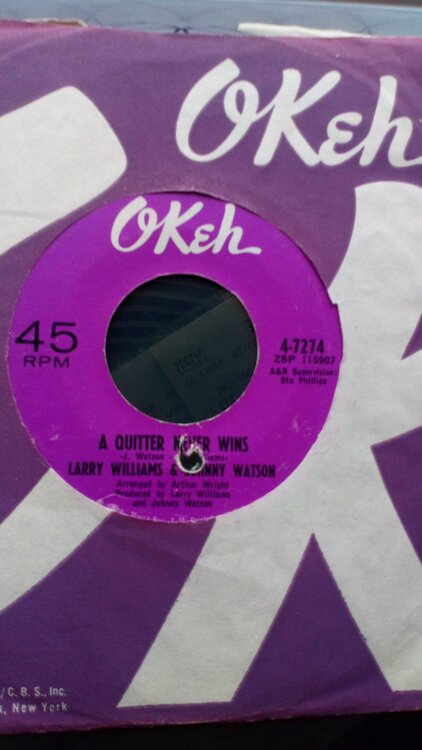 OKeh
OKeh
45
RPM
4-7274
ZSP 115907
A&R Supervision:
Stu Phillips
A QUITTER NEVER WINS
-J. Watson -
LARRY WILLIAMS & JOHNNY WATSON
Arranged by Arthur Wright
Produced by Larry Williams
and Johnny Watson
/C. B. S., Inc.
New York